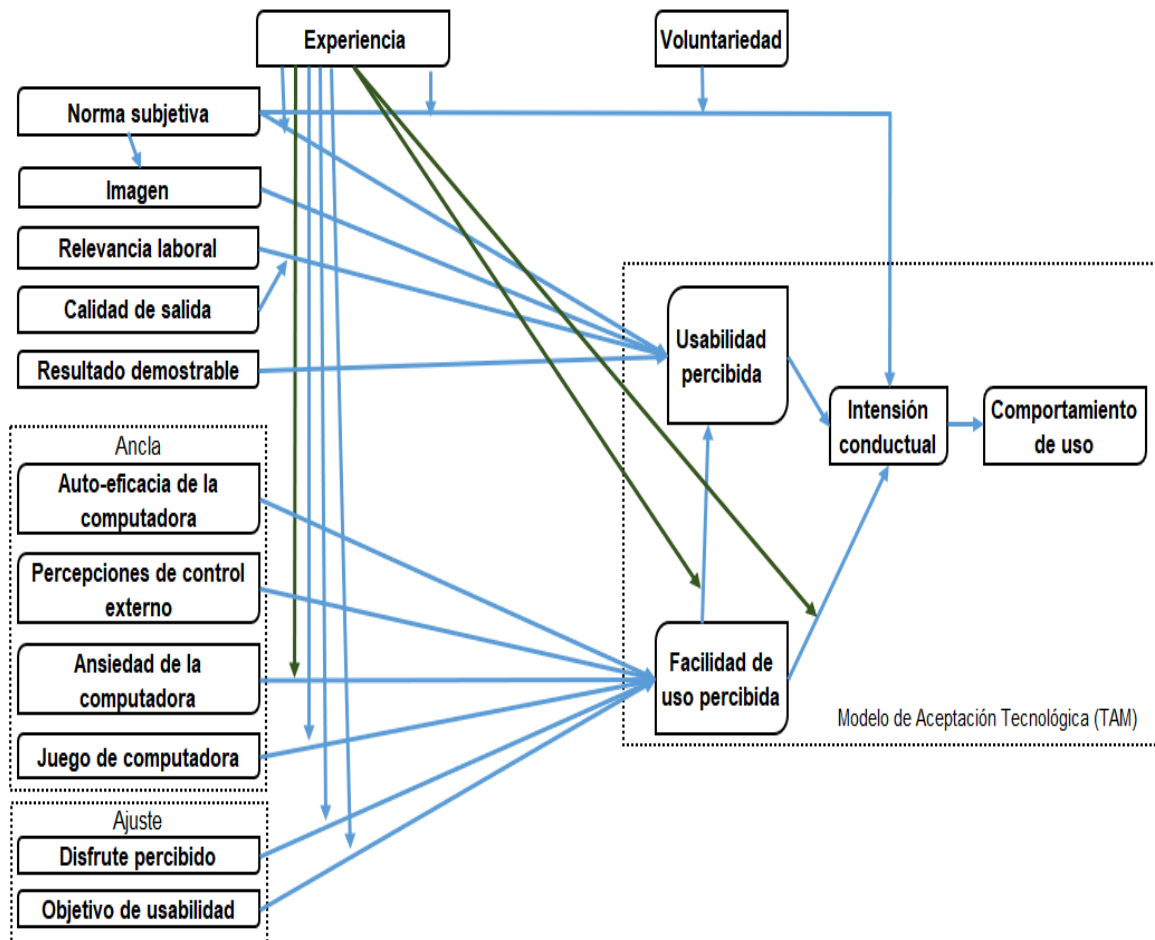 Experiencia
Voluntariedad
Norma subjetiva
Imagen
Relevancia laboral
Calidad de salida
Resultado demostrable
Usabilidad
percibida
Intensión
conductual
Comportamiento
de uso
Ancla
Auto-eficacia de la
computadora
Percepciones de control
externo
Ansiedad de la
computadora
Juego de computadora
Facilidad de
uso percibida
Modelo de Aceptación Tecnológica (TAM)
Ajuste
Disfrute percibido
Objetivo de usabilidad